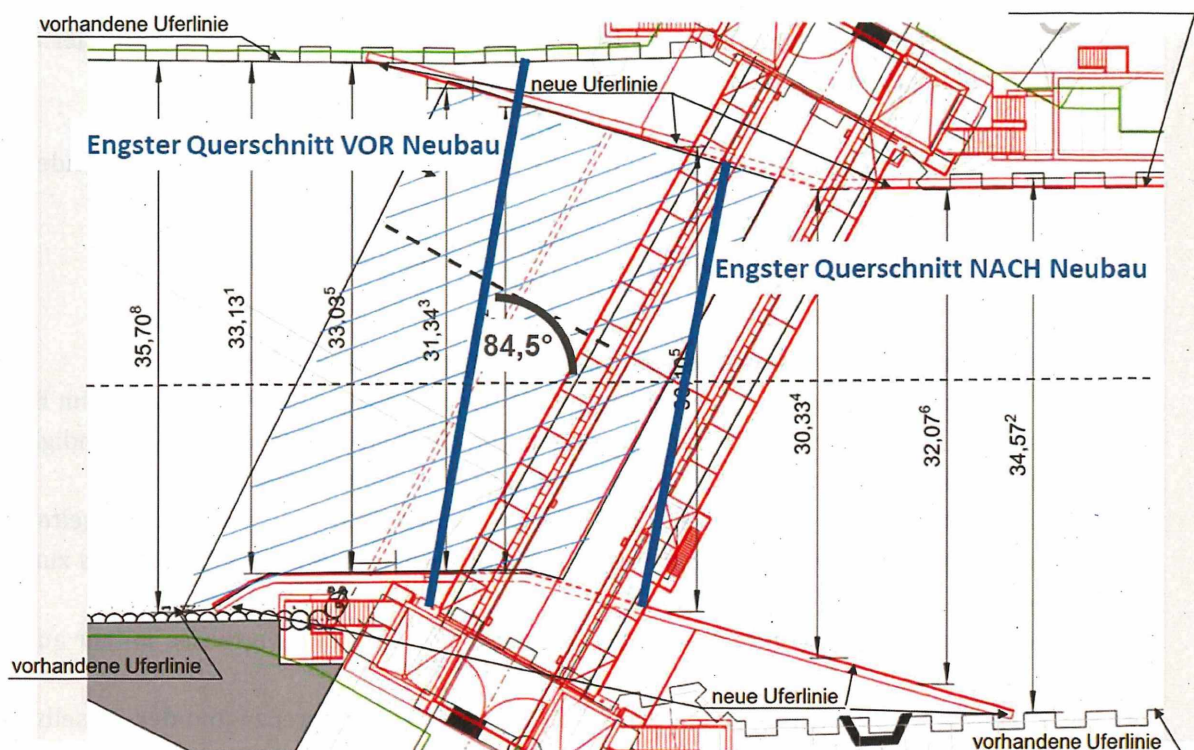 vorhandene Uferlinie
neue Uferlinie
Engster Querschnitt VOR Neubau
Engster Querschnitt NACH Neubau
35,70⁸
33,13¹
33,03⁵
31,34³
84,5°
30,33⁴
32,07⁶
34,57²
vorhandene Uferlinie
neue Uferlinie
vorhandene Uferlinie